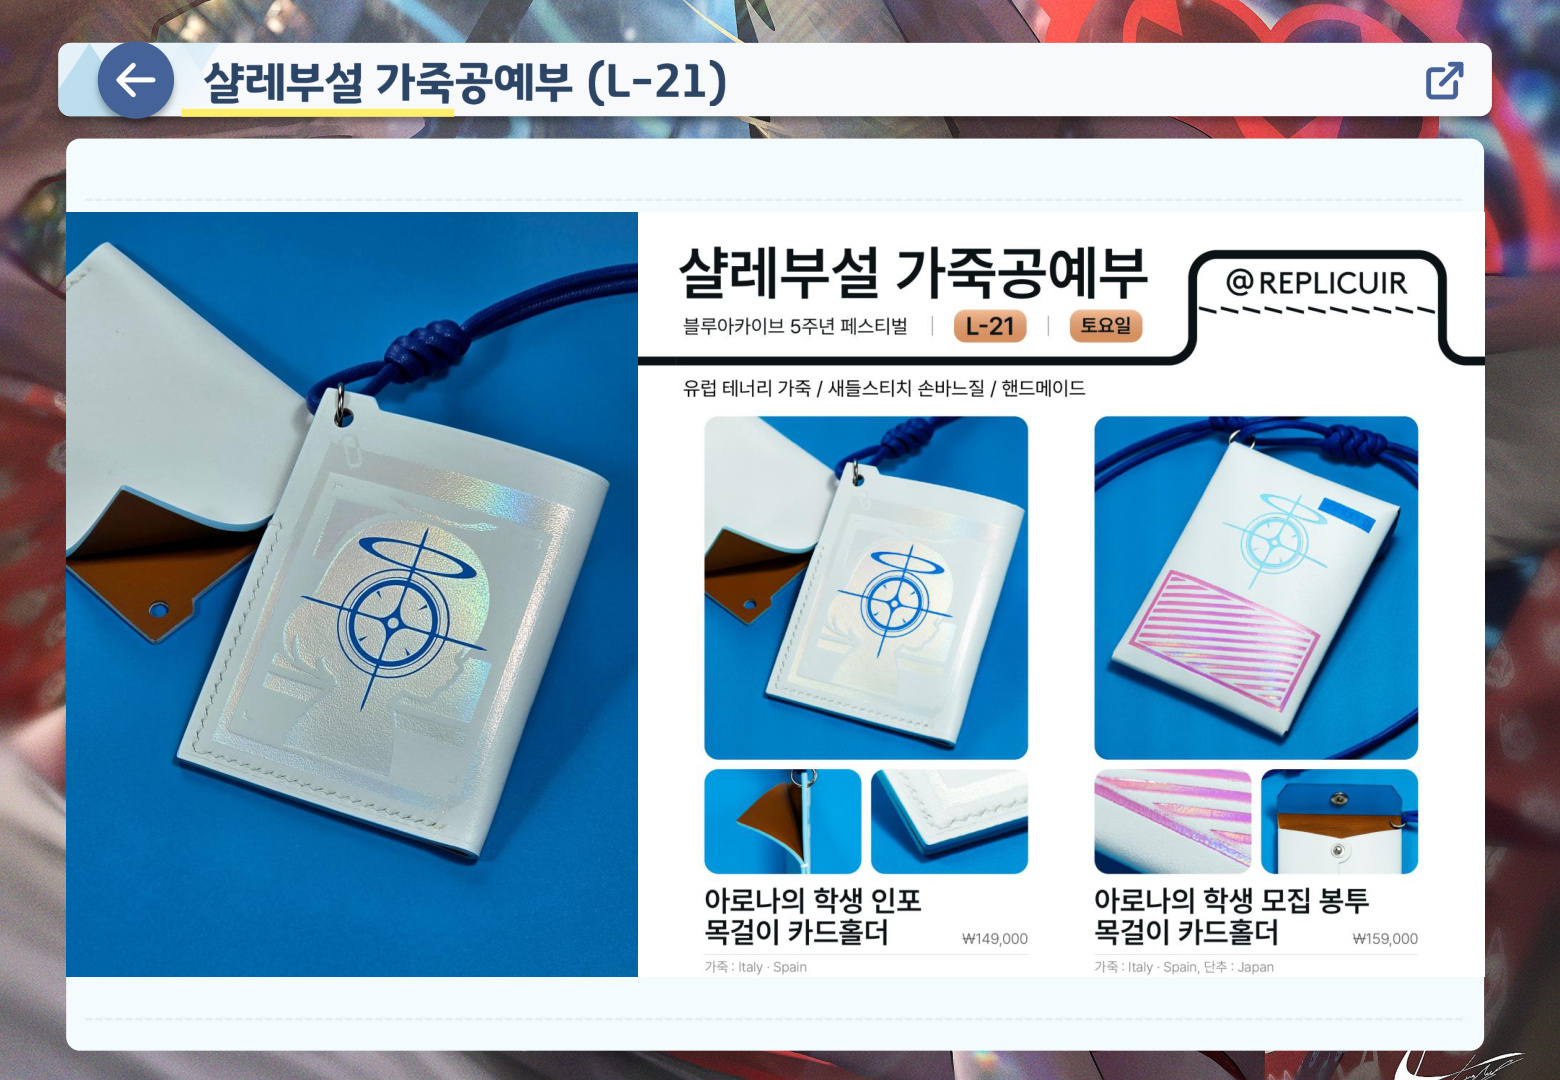 샬레부설 가죽공예부 (L-21)
샬레부설 가죽공예부
@REPLICUIR
블루아카이브 5주년 페스티벌 | L-21 | 토요일
유럽 테너리 가죽 / 새들스티치 손바느질 / 핸드메이드
아로나의 학생 인포
목걸이 카드홀더
₩149,000
가죽 : Italy · Spain
아로나의 학생 모집 봉투
목걸이 카드홀더
₩159,000
가죽 : Italy · Spain, 단추 : Japan